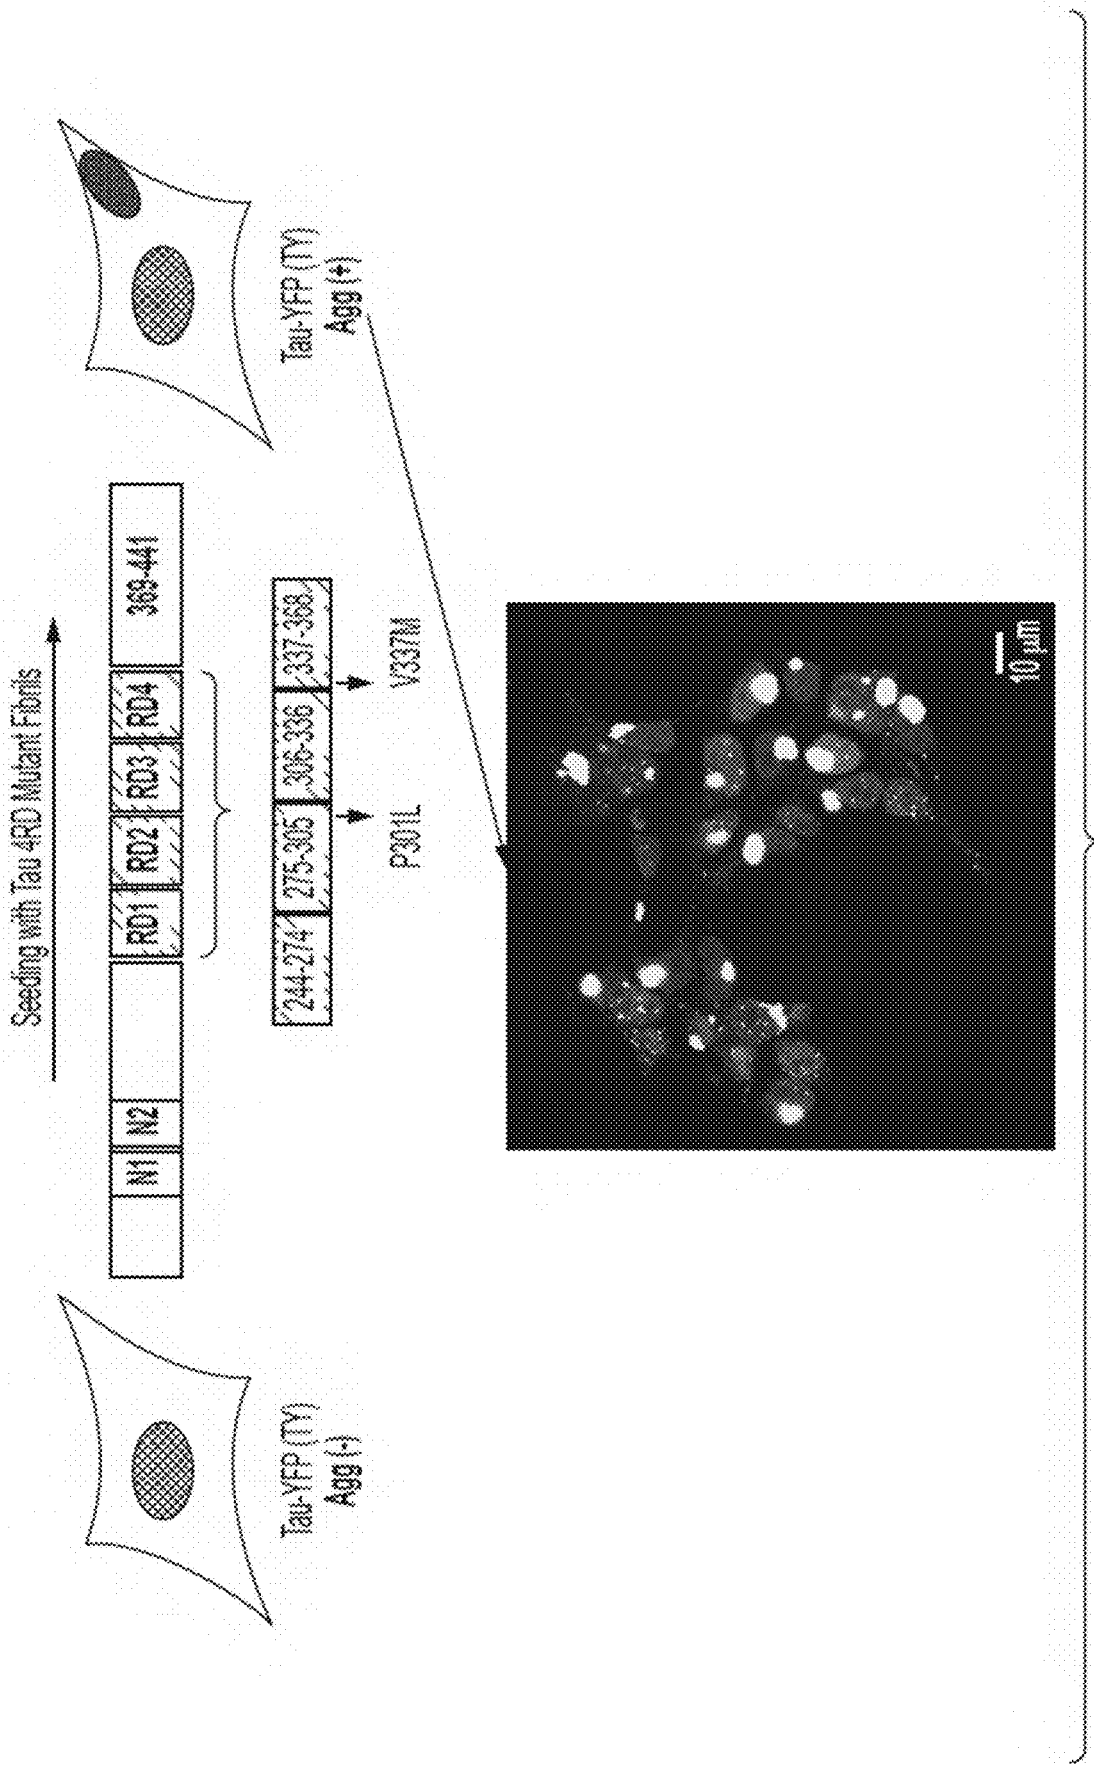 Seeding with Tau 4RD Mutant Fibrils
N1 N2 RD1 RD2 RD3 RD4 369-441
244-274 275-305 306-336 337-368
P301L V337M
Tau-YFP (TY)
Agg (-)
Tau-YFP (TY)
Agg (+)
10 µm